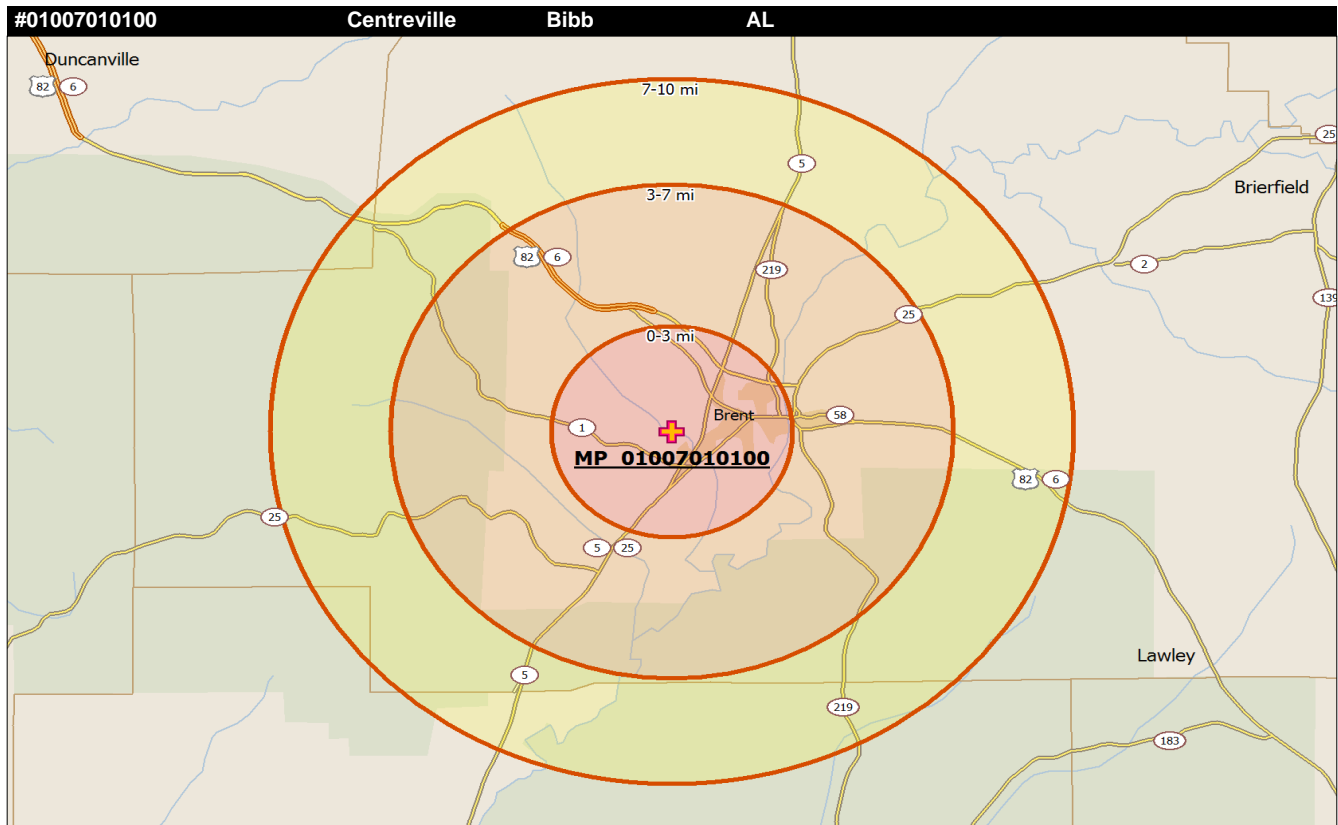 #01007010100 Centreville Bibb AL
Duncanville
82 6
7-10 mi
25
5
Brierfield
3-7 mi
82 6
219
2
139
25
0-3 mi
Brent
58
1
MP 01007010100
82 6
25
5 25
Lawley
5
219
183